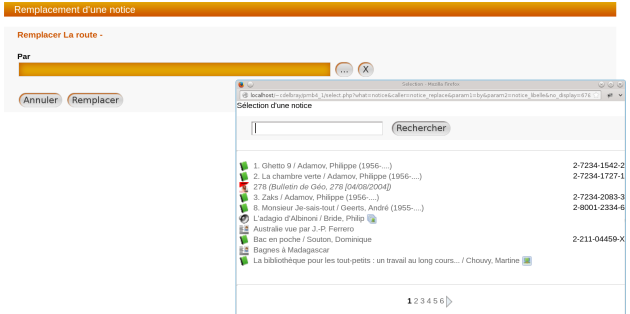 Remplacement d'une notice
Remplacer La route -
Par
... X
Annuler Remplacer
Sélection - Mozilla Firefox
localhost/~cdelbray/pmb4_1/select.php?what=notice&caller=notice_replace&param1=by&param2=notice_libelle&no_display=676
Sélection d'une notice
Rechercher
1. Ghetto 9 / Adamov, Philippe (1956-....) 2-7234-1542-2
2. La chambre verte / Adamov, Philippe (1956-....) 2-7234-1727-1
278 (Bulletin de Géo, 278 [04/08/2004])
3. Zaks / Adamov, Philippe (1956-....) 2-7234-2083-3
8. Monsieur Je-sais-tout / Geerts, André (1955-....) 2-8001-2334-6
L'adagio d'Albinoni / Bride, Philip
Australie vue par J.-P. Ferrero
Bac en poche / Souton, Dominique 2-211-04459-X
Bagnes à Madagascar
La bibliothèque pour les tout-petits : un travail au long cours... / Chouvy, Martine
1 2 3 4 5 6